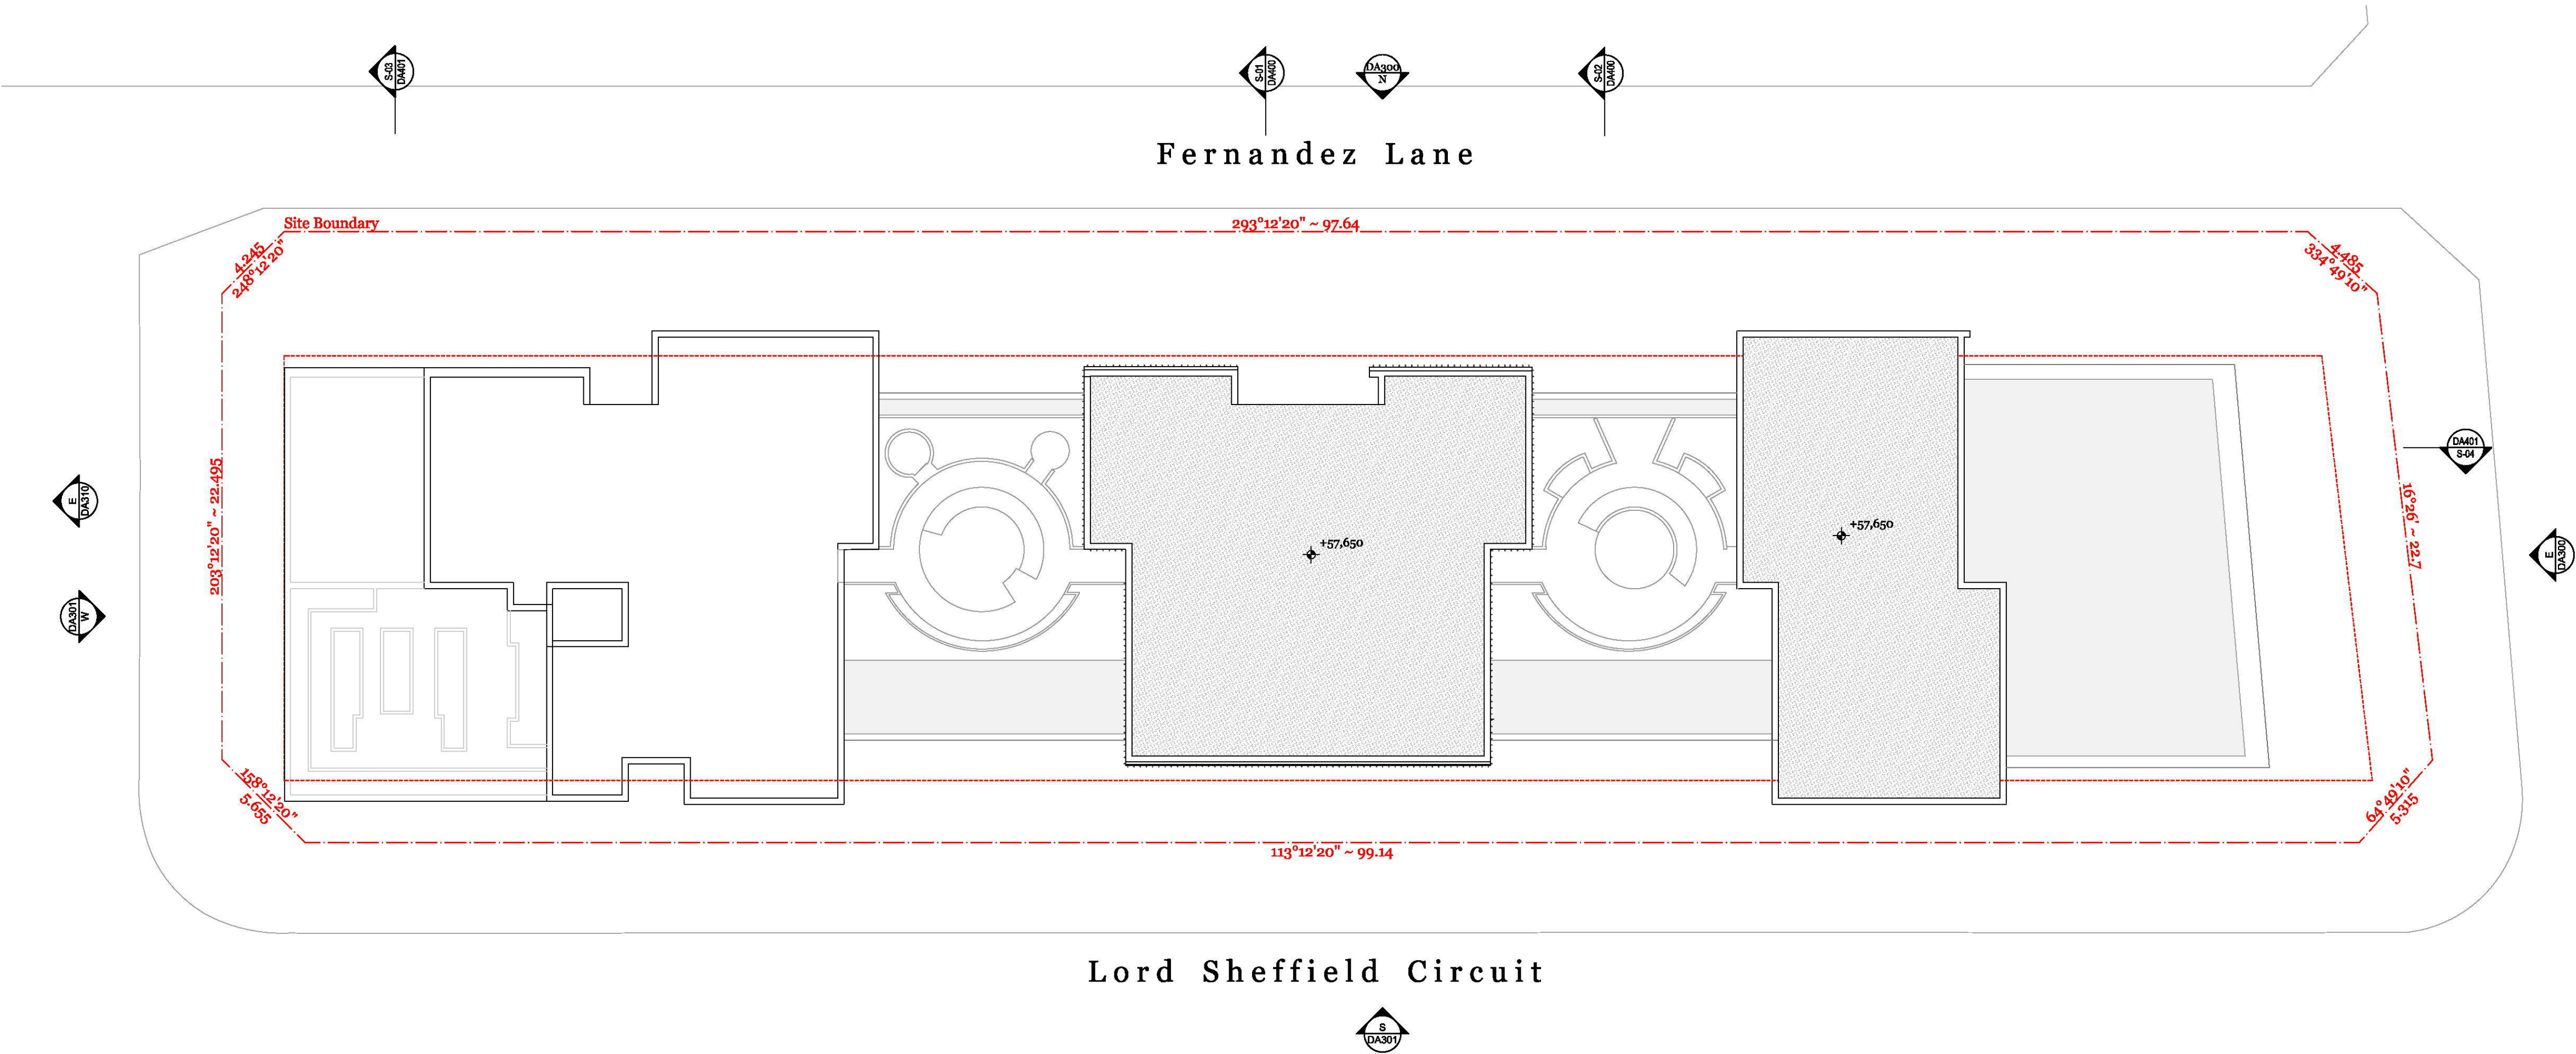 S-03
DA401
S-01
DA400
DA300
N
S-02
DA400
Fernandez Lane
Site Boundary
293°12'20" ~ 97.64
4.245
248°12'20"
4.485
334°49'10"
DA401
S-04
203°12'20" ~ 22.495
E
DA310
16°26' ~ 22.7
+57,650
+57,650
E
DA300
DA301
W
158°12'20"
5.655
64°49'10"
5.315
113°12'20" ~ 99.14
Lord Sheffield Circuit
S
DA301